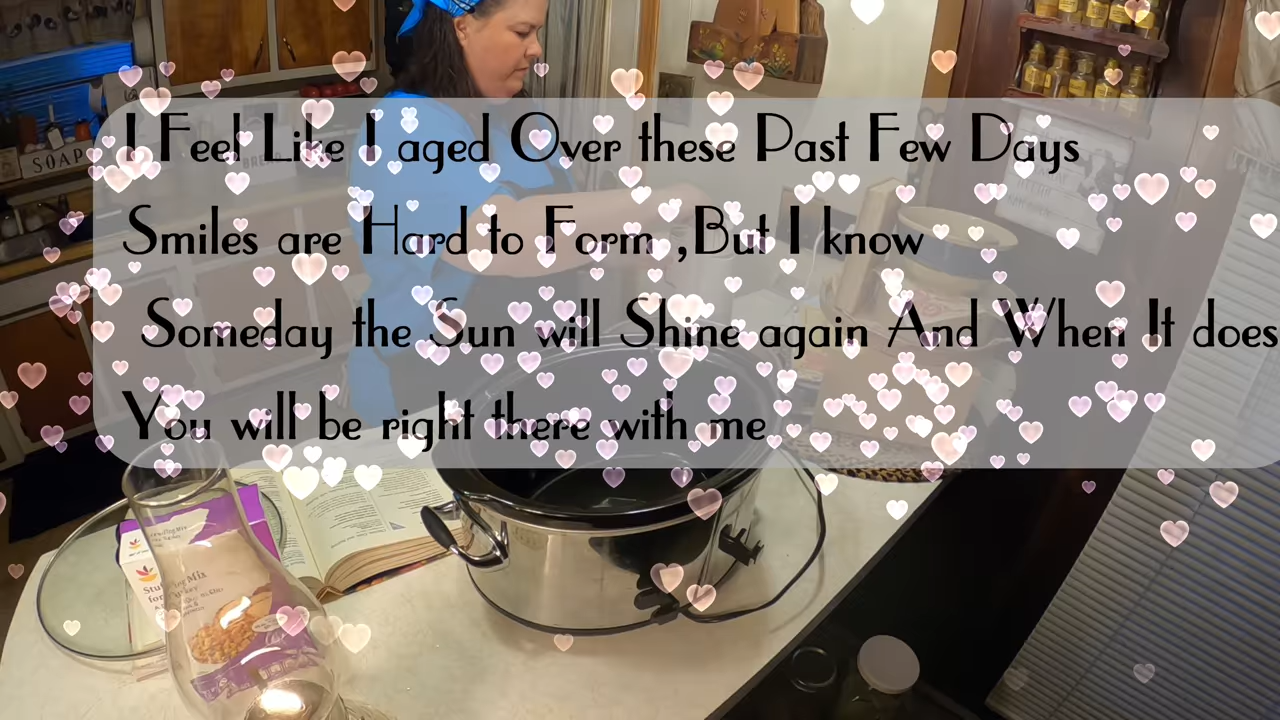 I Feel Like I aged Over these Past Few Days
Smiles are Hard to Form ,But I know
Someday the Sun will Shine again And When It does
You will be right there with me
SOAP